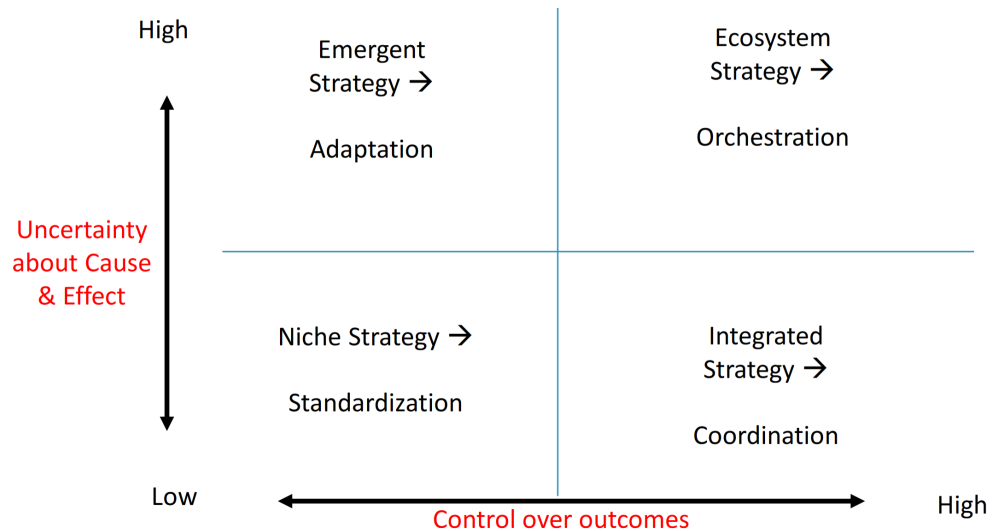 High
Emergent
Strategy →
Adaptation
Ecosystem
Strategy →
Orchestration
Uncertainty
about Cause
& Effect
Niche Strategy →
Standardization
Integrated
Strategy →
Coordination
Low
High
Control over outcomes